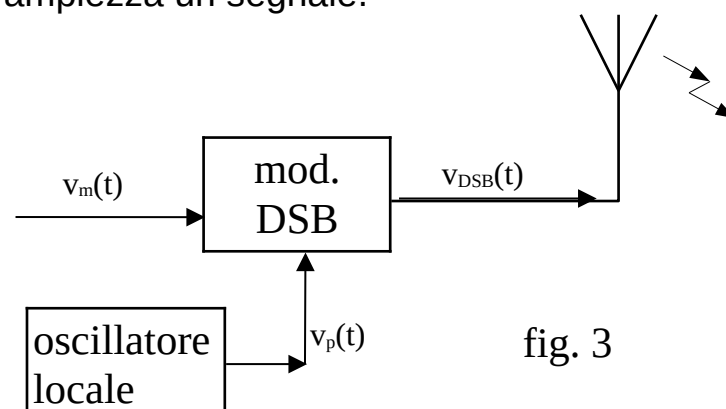 ampiezza un segnale.
mod.
DSB
vm(t)
vDSB(t)
vp(t)
oscillatore
locale
fig. 3